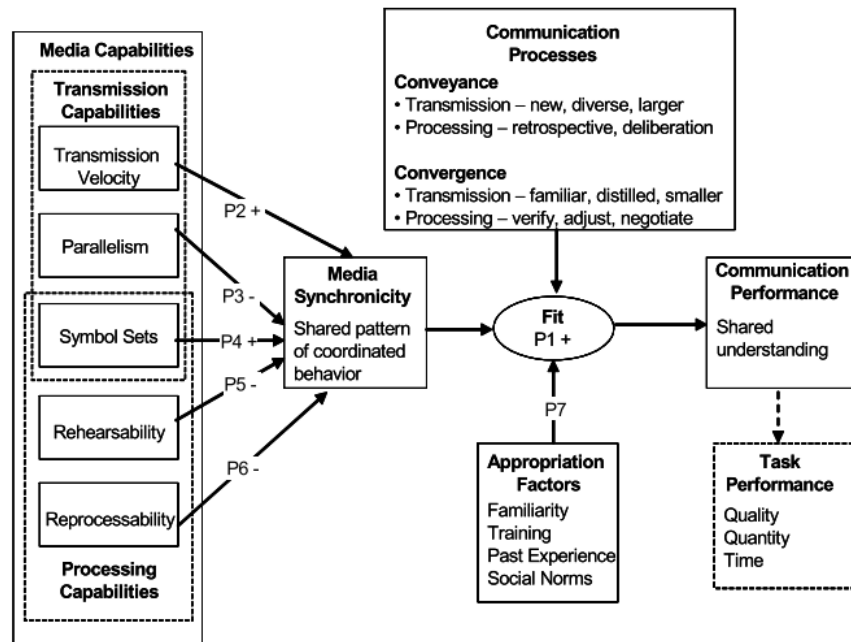 Media Capabilities
Transmission
Capabilities
Transmission
Velocity
Parallelism
Symbol Sets
Rehearsability
Reprocessability
Processing
Capabilities
P2 +
P3 -
P4 +
P5 -
P6 -
Media
Synchronicity
Shared pattern
of coordinated
behavior
Communication
Processes
Conveyance
• Transmission – new, diverse, larger
• Processing – retrospective, deliberation
Convergence
• Transmission – familiar, distilled, smaller
• Processing – verify, adjust, negotiate
Fit
P1 +
P7
Appropriation
Factors
Familiarity
Training
Past Experience
Social Norms
Communication
Performance
Shared
understanding
Task
Performance
Quality
Quantity
Time